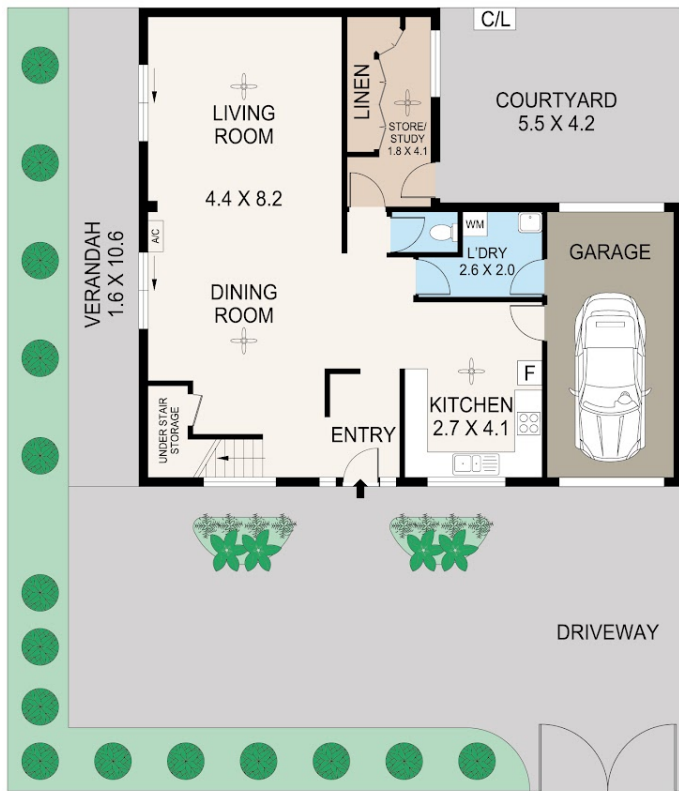 C/L
COURTYARD
5.5 X 4.2
LIVING
ROOM
LINEN
STORE/
STUDY
1.8 X 4.1
4.4 X 8.2
VERANDAH
1.6 X 10.6
A/C
WM
L'DRY
2.6 X 2.0
GARAGE
DINING
ROOM
F
KITCHEN
2.7 X 4.1
UNDER STAIR
STORAGE
ENTRY
DRIVEWAY